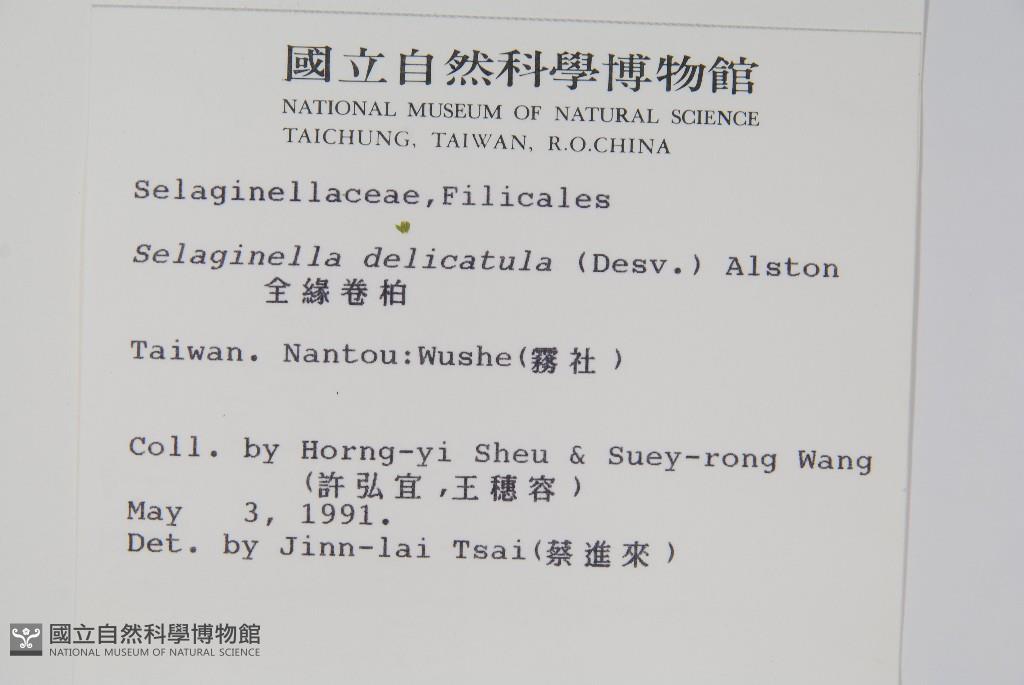 國立自然科學博物館
NATIONAL MUSEUM OF NATURAL SCIENCE
TAICHUNG, TAIWAN, R.O.CHINA
Selaginellaceae,Filicales
Selaginella delicatula (Desv.) Alston
全緣卷柏
Taiwan. Nantou:Wushe(霧社)
Coll. by Horng-yi Sheu & Suey-rong Wang
(許弘宜,王穗容)
May 3, 1991.
Det. by Jinn-lai Tsai(蔡進來)
國立自然科學博物館
NATIONAL MUSEUM OF NATURAL SCIENCE